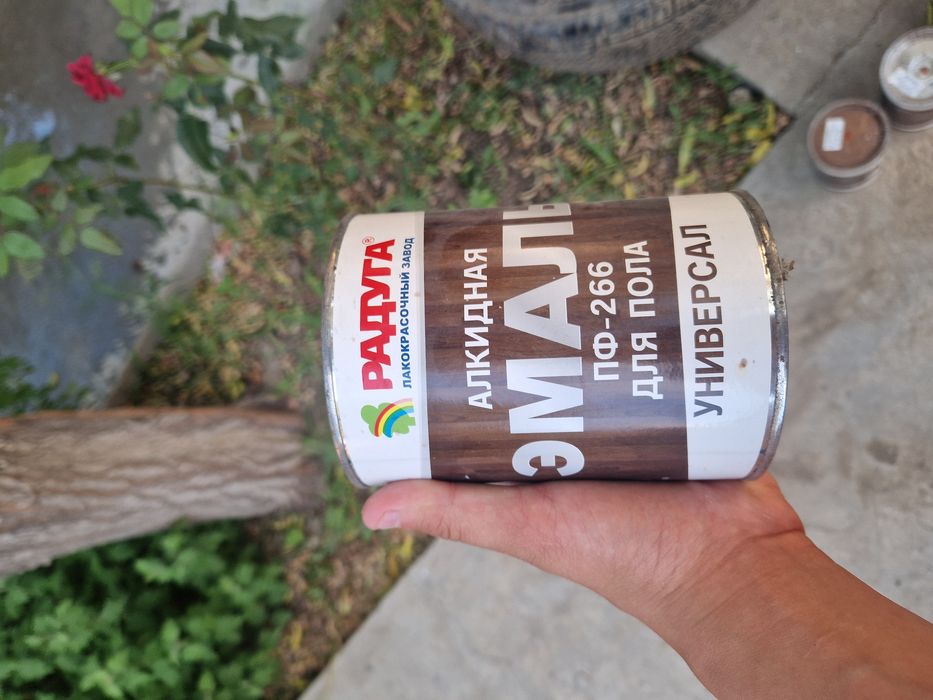 РАДУГА®
ЛАКОКРАСОЧНЫЙ ЗАВОД
АЛКИДНАЯ
ЭМАЛЬ
ПФ-266
ДЛЯ ПОЛА
УНИВЕРСАЛ